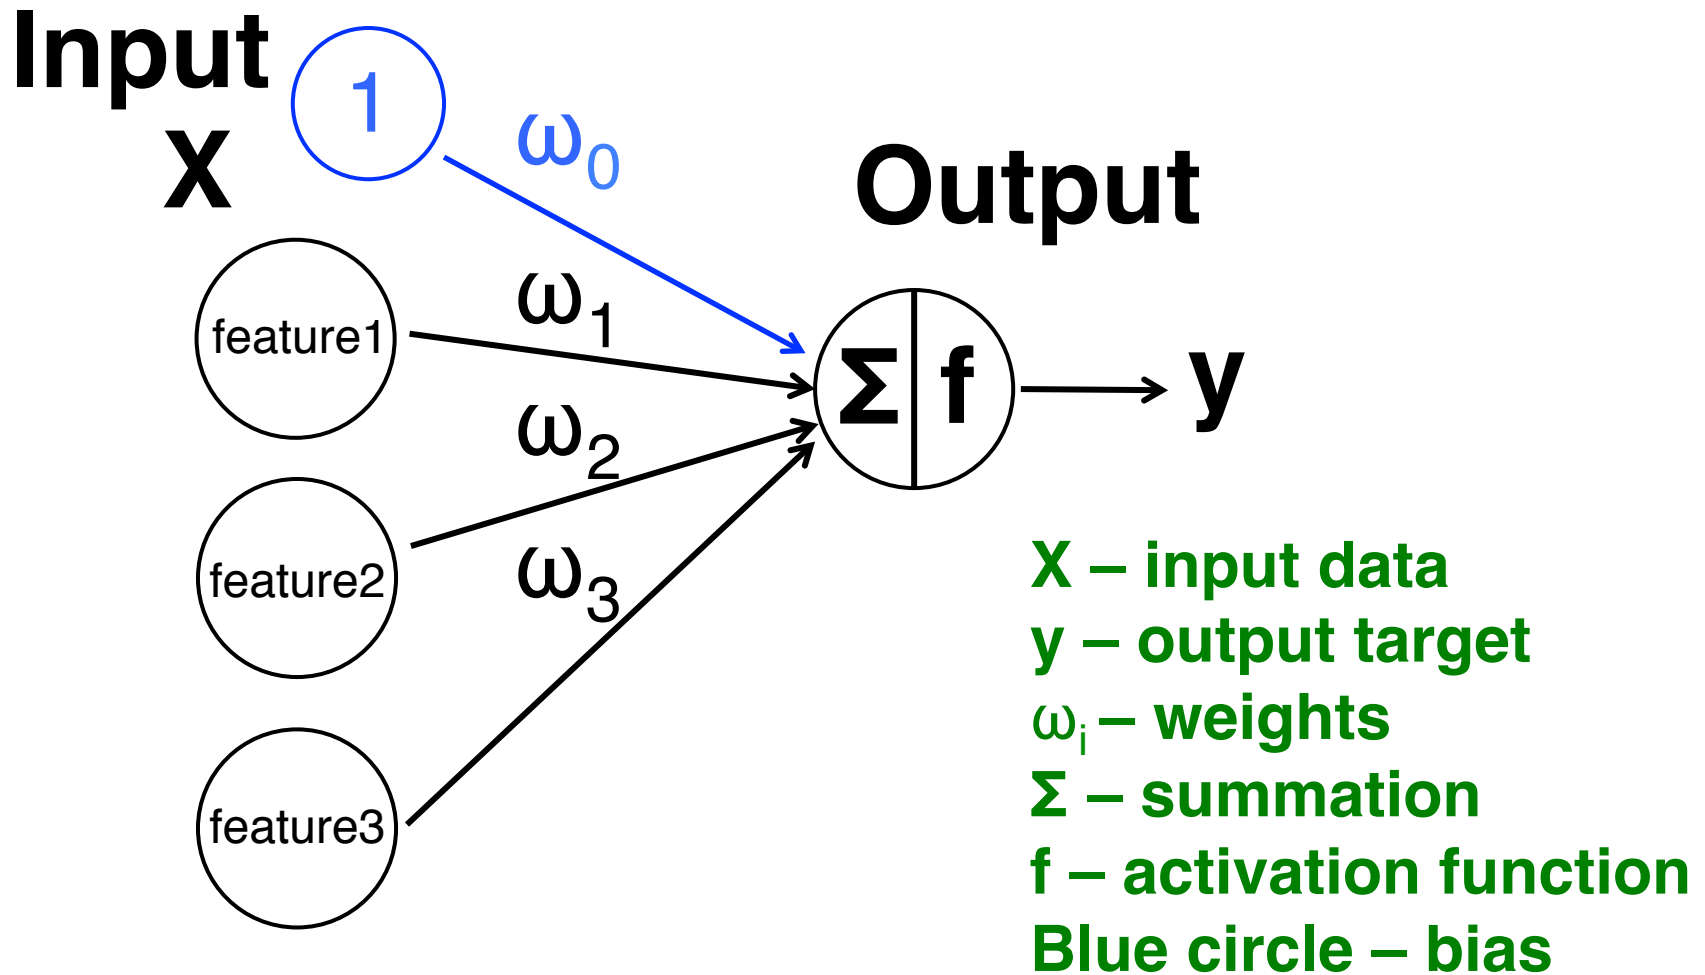 Input
X
1
ω0
Output
feature1
ω1
Σ f
y
ω2
feature2
ω3
feature3
X – input data
y – output target
ωi – weights
Σ – summation
f – activation function
Blue circle – bias